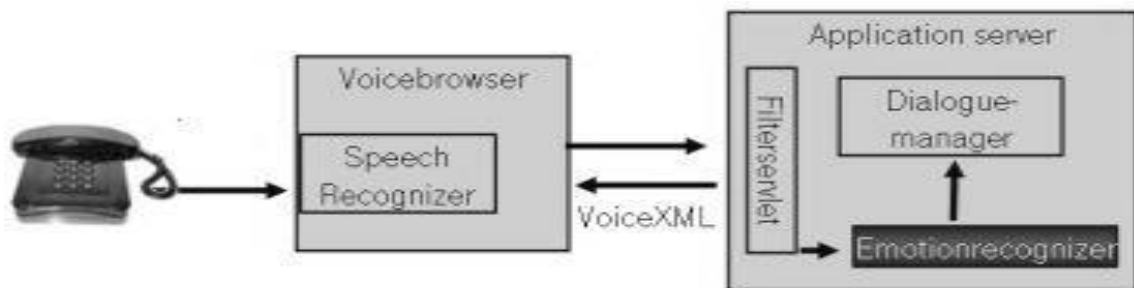 Voicebrowser
Speech
Recognizer
VoiceXML
Application server
Filterservlet
Dialogue-
manager
Emotionrecognizer